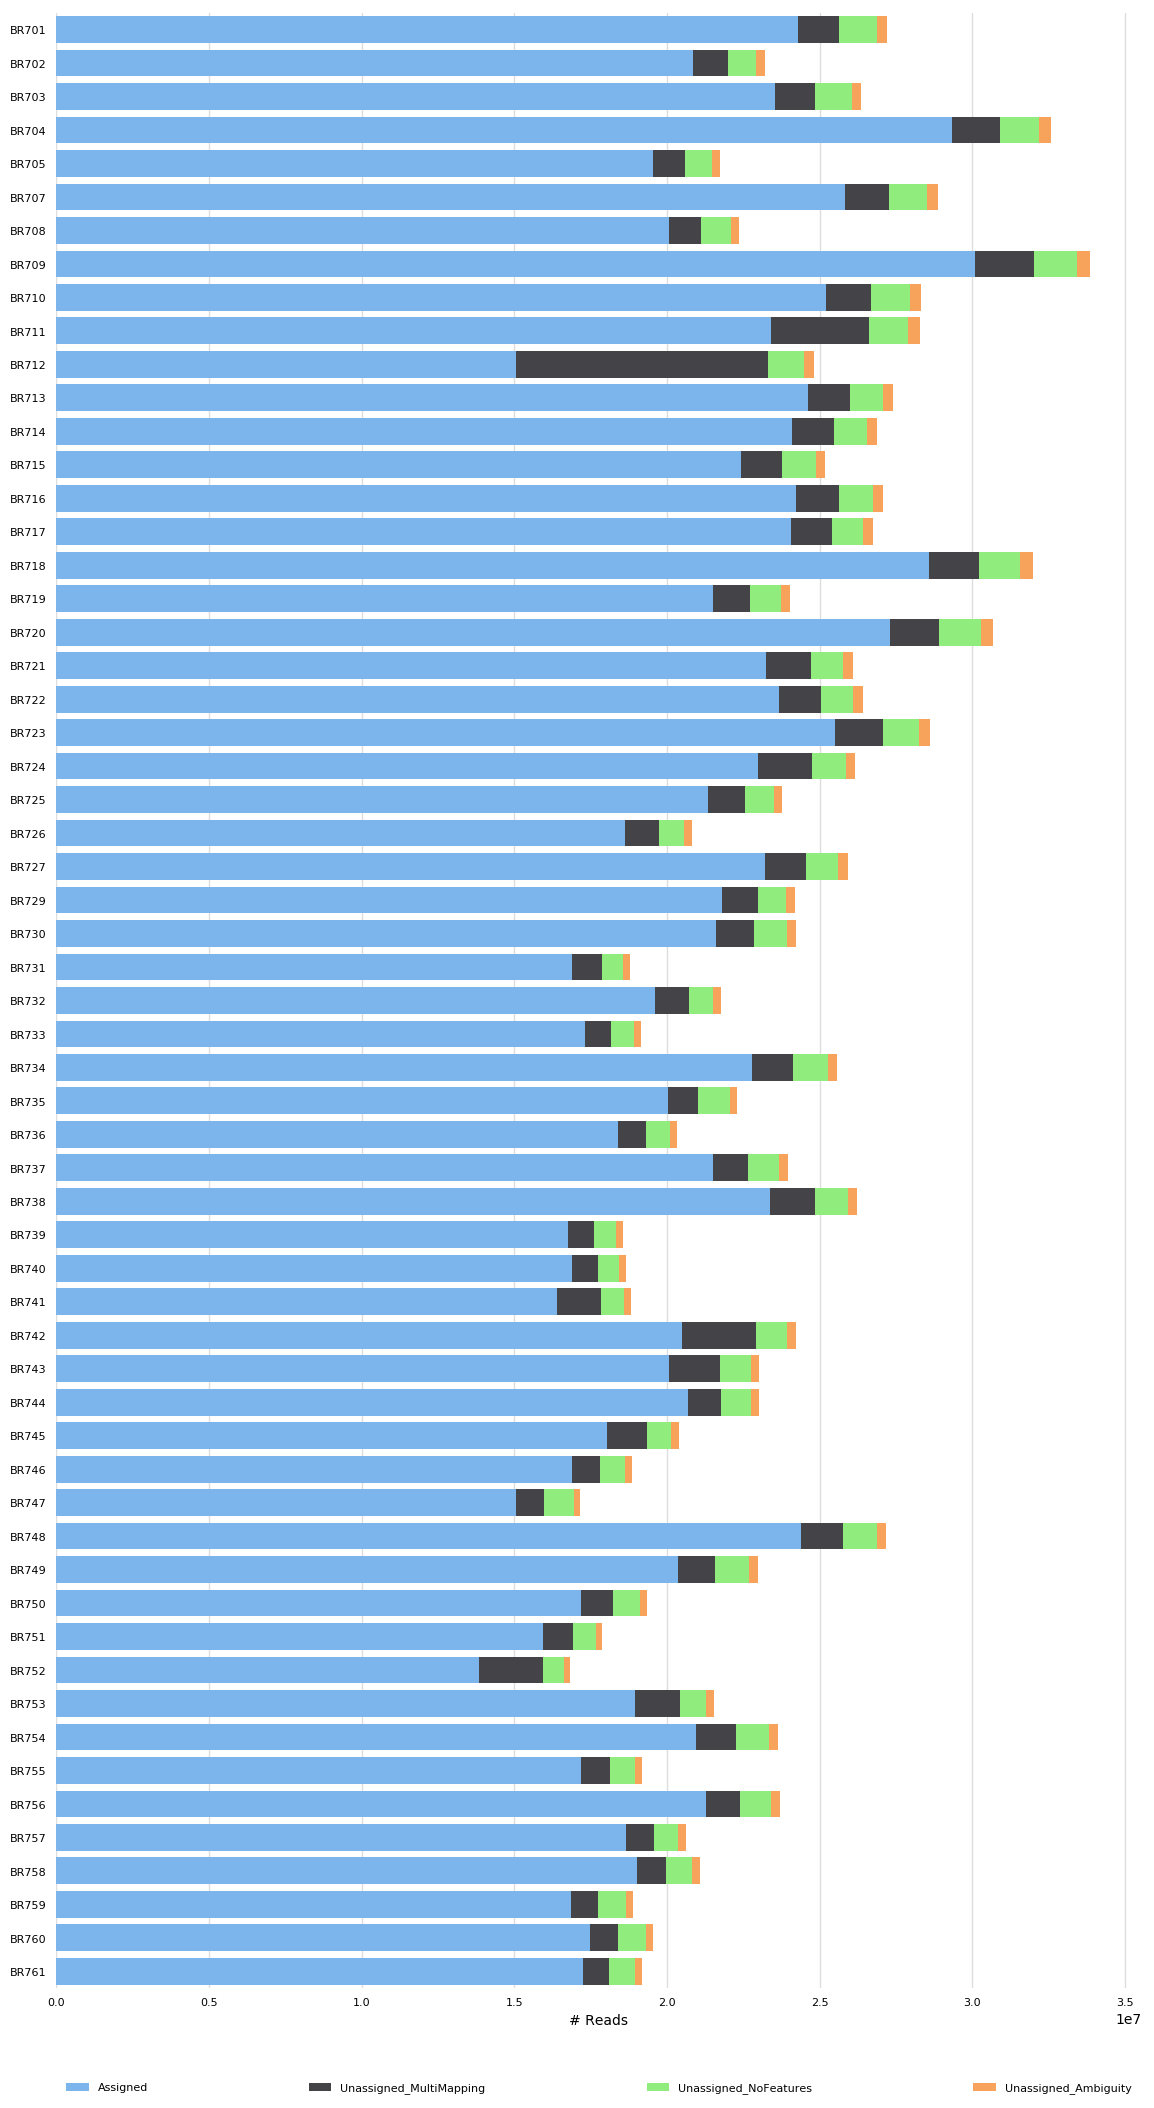 BR701
BR702
BR703
BR704
BR705
BR707
BR708
BR709
BR710
BR711
BR712
BR713
BR714
BR715
BR716
BR717
BR718
BR719
BR720
BR721
BR722
BR723
BR724
BR725
BR726
BR727
BR729
BR730
BR731
BR732
BR733
BR734
BR735
BR736
BR737
BR738
BR739
BR740
BR741
BR742
BR743
BR744
BR745
BR746
BR747
BR748
BR749
BR750
BR751
BR752
BR753
BR754
BR755
BR756
BR757
BR758
BR759
BR760
BR761
0.0 0.5 1.0 1.5 2.0 2.5 3.0 3.5
# Reads 1e7
Assigned Unassigned_MultiMapping Unassigned_NoFeatures Unassigned_Ambiguity